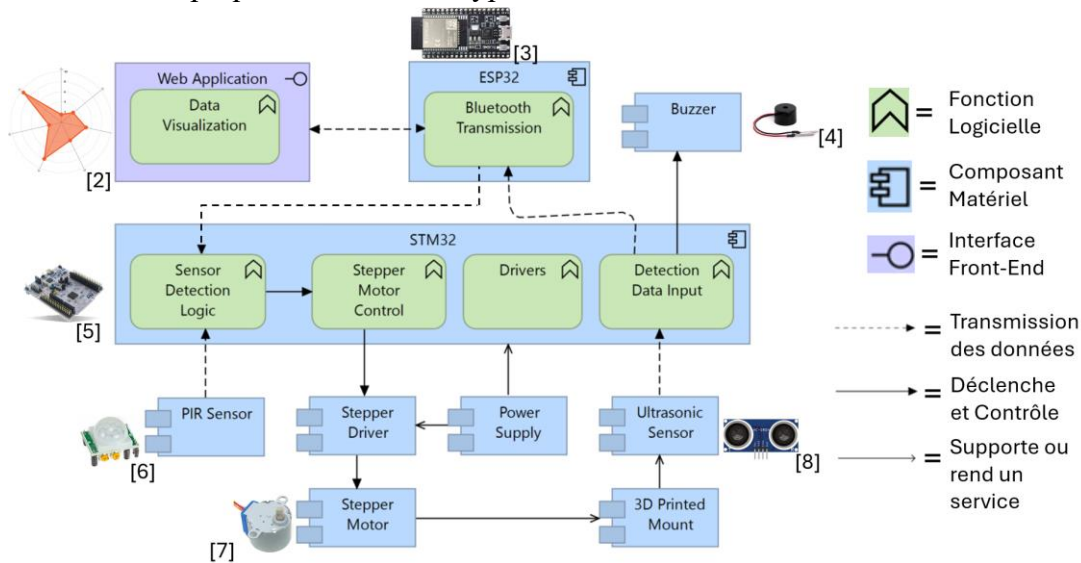 [3]
Web Application
ESP32
Data
Visualization
Bluetooth
Transmission
Buzzer
[4]
[2]
STM32
Sensor
Detection
Logic
Stepper
Motor
Control
Drivers
Detection
Data Input
[5]
PIR Sensor
[6]
Stepper
Driver
Power
Supply
Ultrasonic
Sensor
[8]
Stepper
Motor
[7]
3D Printed
Mount
= Fonction
Logicielle
= Composant
Matériel
= Interface
Front-End
= Transmission
des données
= Déclenche
et Contrôle
= Supporte ou
rend un
service